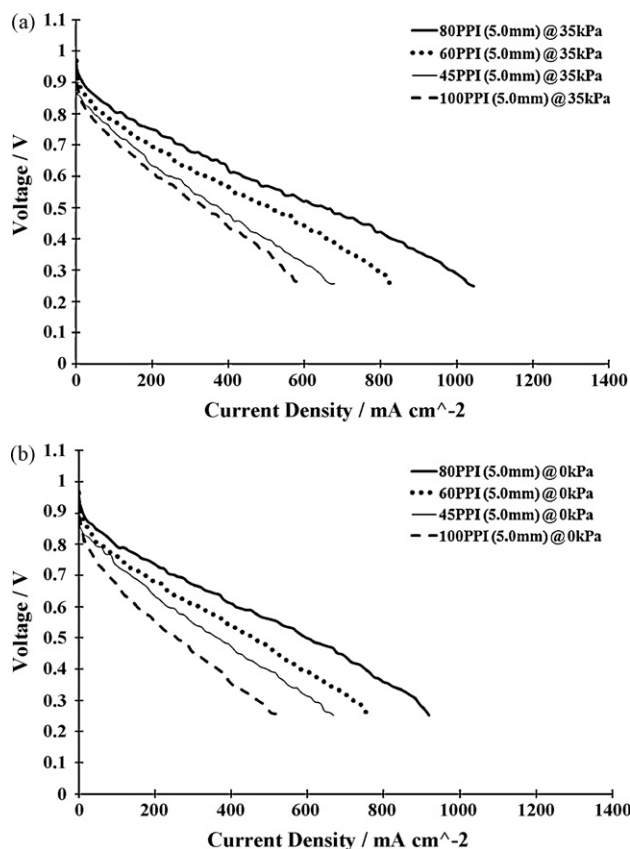 (a)
1.1
1
0.9
0.8
0.7
0.6
0.5
0.4
0.3
0.2
0.1
0
Voltage / V
80PPI (5.0mm) @35kPa
60PPI (5.0mm) @35kPa
45PPI (5.0mm) @35kPa
100PPI (5.0mm) @35kPa
0 200 400 600 800 1000 1200 1400
Current Density / mA cm^-2
(b)
1.1
1
0.9
0.8
0.7
0.6
0.5
0.4
0.3
0.2
0.1
0
Voltage / V
80PPI (5.0mm) @0kPa
60PPI (5.0mm) @0kPa
45PPI (5.0mm) @0kPa
100PPI (5.0mm) @0kPa
0 200 400 600 800 1000 1200 1400
Current Density / mA cm^-2